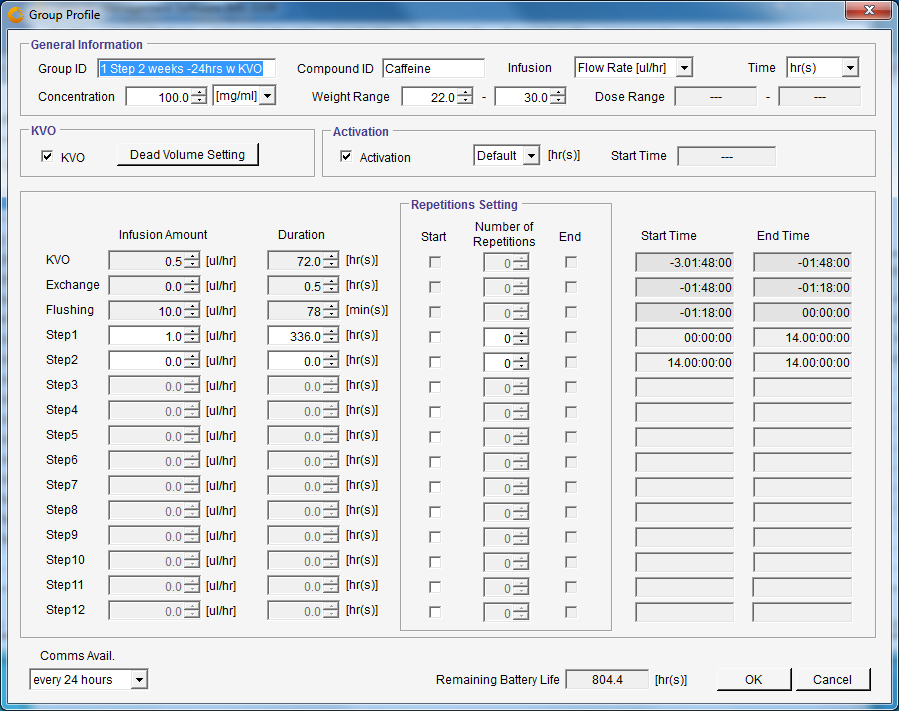 Group Profile
General Information
Group ID 1 Step 2 weeks -24hrs w KVO Compound ID Caffeine Infusion Flow Rate [ul/hr] Time hr(s)
Concentration 100.0 [mg/ml] Weight Range 22.0 - 30.0 Dose Range --- - ---
KVO Activation
KVO Dead Volume Setting Activation Default [hr(s)] Start Time ---
Repetitions Setting
Infusion Amount Duration Start Number of Repetitions End Start Time End Time
KVO 0.5 [ul/hr] 72.0 [hr(s)] 0 -3.01:48:00 -01:48:00
Exchange 0.0 [ul/hr] 0.5 [hr(s)] 0 -01:48:00 -01:18:00
Flushing 10.0 [ul/hr] 78 [min(s)] 0 -01:18:00 00:00:00
Step1 1.0 [ul/hr] 336.0 [hr(s)] 0 00:00:00 14.00:00:00
Step2 0.0 [ul/hr] 0.0 [hr(s)] 0 14.00:00:00 14.00:00:00
Step3 0.0 [ul/hr] 0.0 [hr(s)] 0
Step4 0.0 [ul/hr] 0.0 [hr(s)] 0
Step5 0.0 [ul/hr] 0.0 [hr(s)] 0
Step6 0.0 [ul/hr] 0.0 [hr(s)] 0
Step7 0.0 [ul/hr] 0.0 [hr(s)] 0
Step8 0.0 [ul/hr] 0.0 [hr(s)] 0
Step9 0.0 [ul/hr] 0.0 [hr(s)] 0
Step10 0.0 [ul/hr] 0.0 [hr(s)] 0
Step11 0.0 [ul/hr] 0.0 [hr(s)] 0
Step12 0.0 [ul/hr] 0.0 [hr(s)] 0
Comms Avail.
every 24 hours Remaining Battery Life 804.4 [hr(s)] OK Cancel